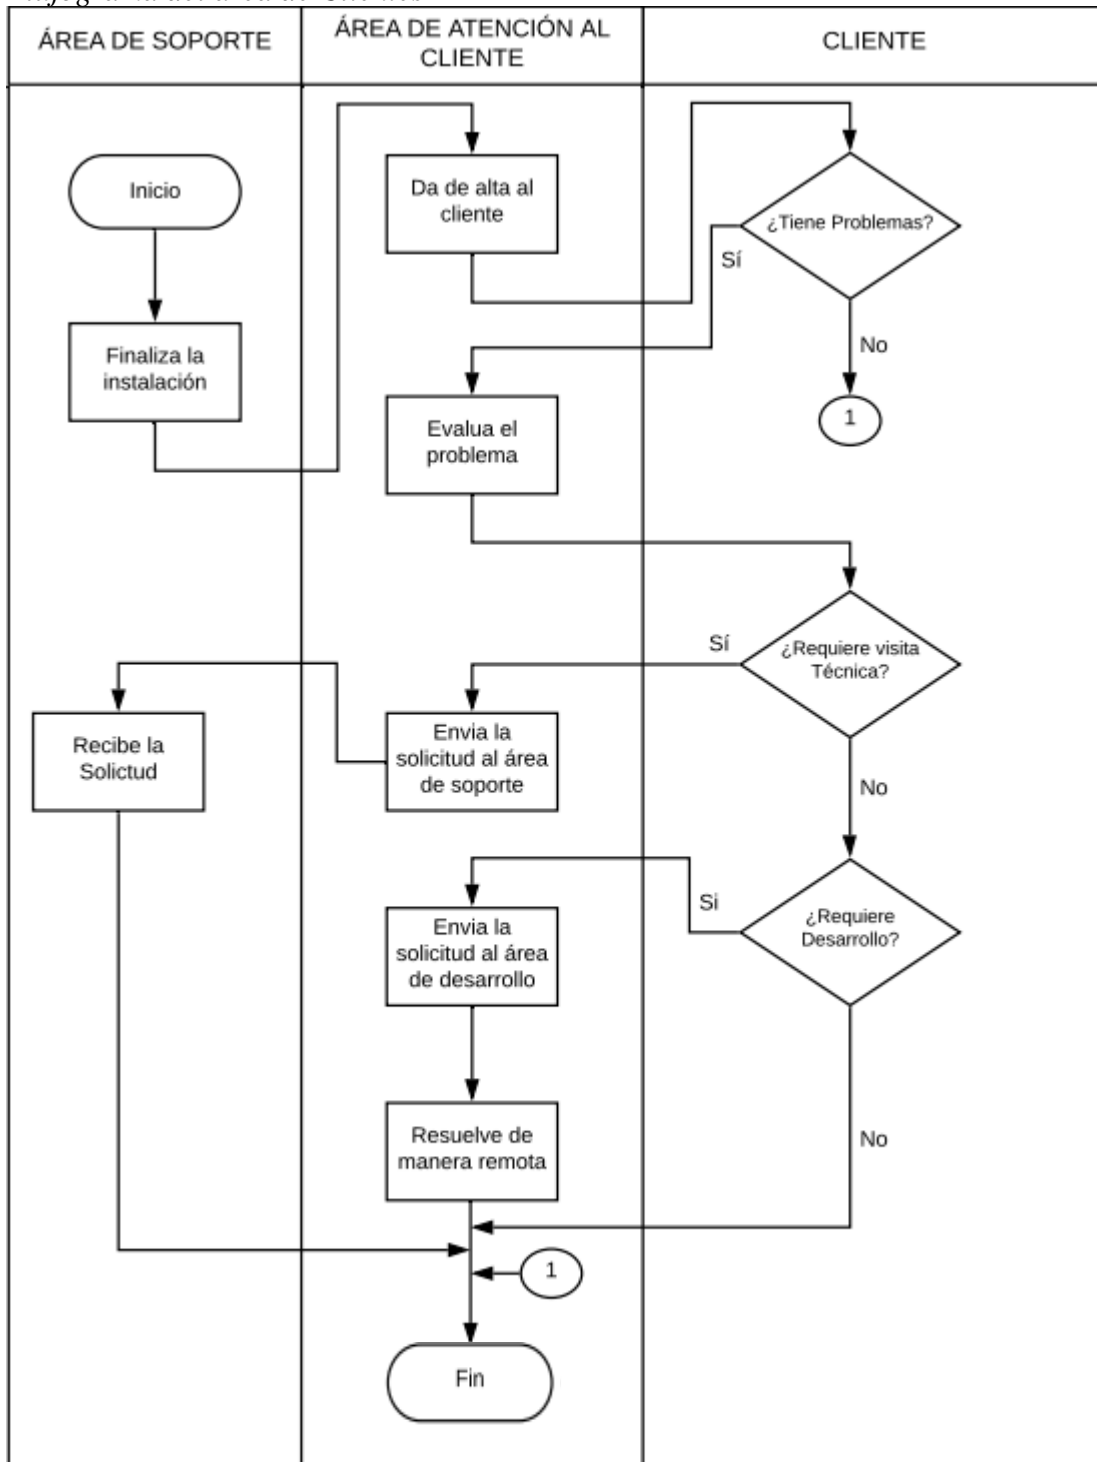 ÁREA DE SOPORTE
ÁREA DE ATENCIÓN AL
CLIENTE
CLIENTE
Inicio
Da de alta al
cliente
¿Tiene Problemas?
Sí
No
1
Finaliza la
instalación
Evalua el
problema
¿Requiere visita
Técnica?
Sí
No
Envia la
solicitud al área
de soporte
Recibe la
Solictud
¿Requiere
Desarrollo?
Si
No
Envia la
solicitud al área
de desarrollo
Resuelve de
manera remota
1
Fin